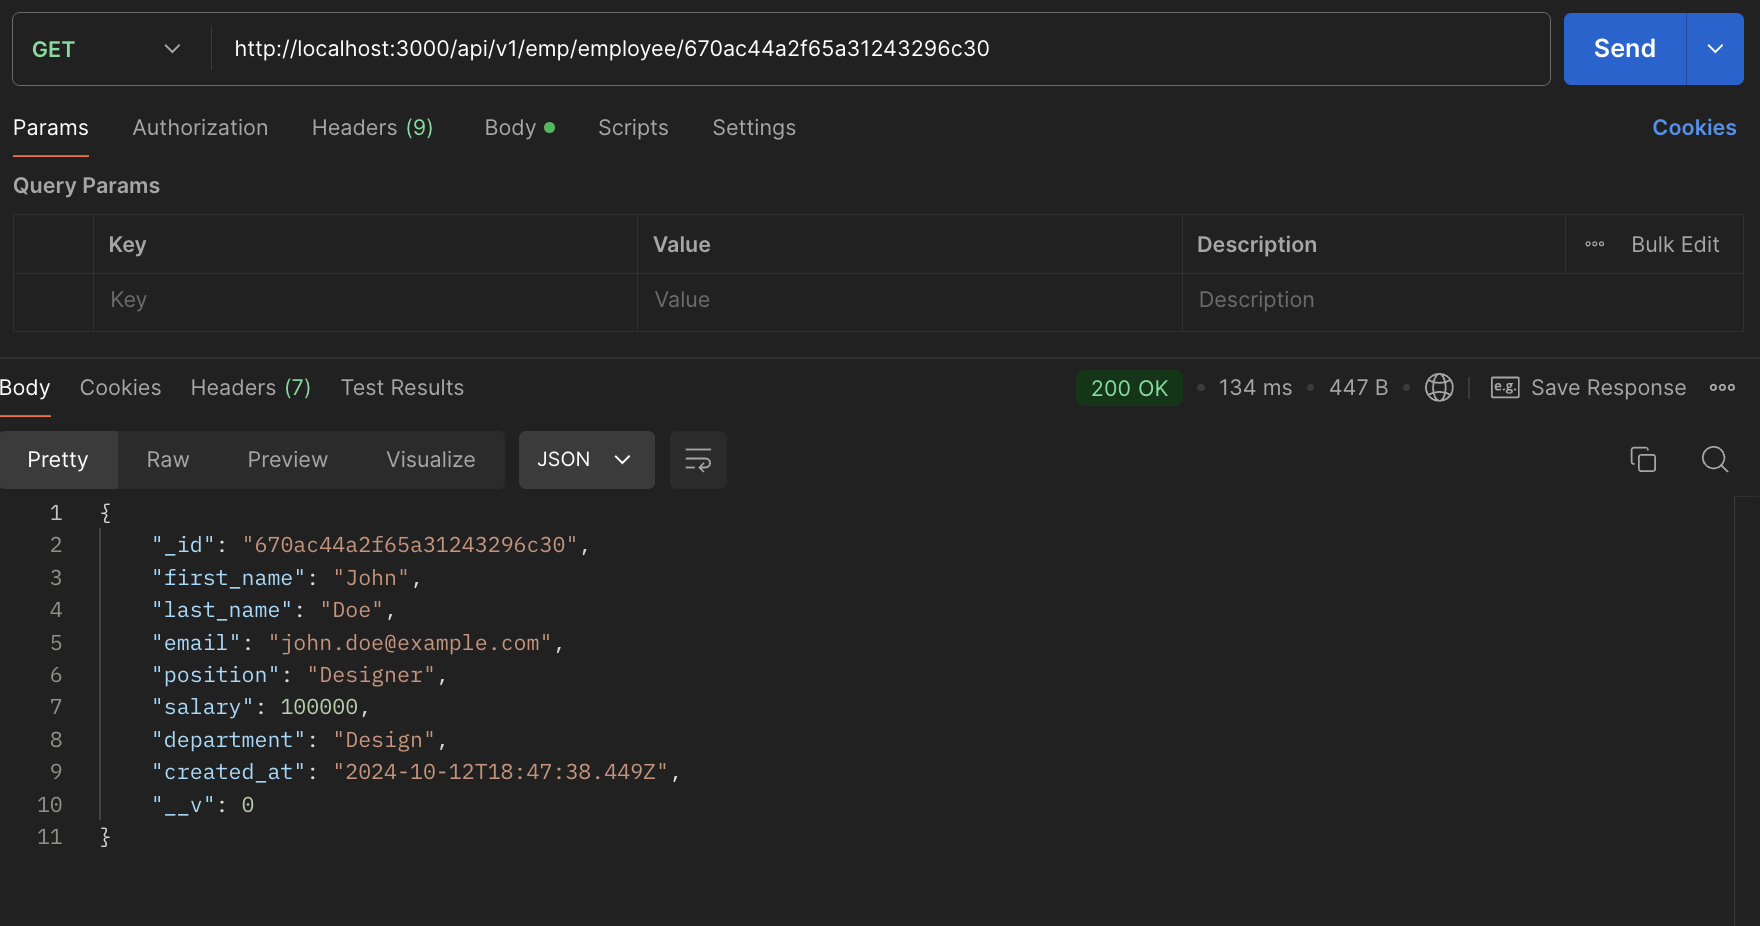 GET http://localhost:3000/api/v1/emp/employee/670ac44a2f65a31243296c30 Send
Params Authorization Headers (9) Body Scripts Settings Cookies
Query Params
Key Value Description Bulk Edit
Key Value Description
Body Cookies Headers (7) Test Results 200 OK 134 ms 447 B e.g. Save Response
Pretty Raw Preview Visualize JSON
1 {
2 "_id": "670ac44a2f65a31243296c30",
3 "first_name": "John",
4 "last_name": "Doe",
5 "email": "john.doe@example.com",
6 "position": "Designer",
7 "salary": 100000,
8 "department": "Design",
9 "created_at": "2024-10-12T18:47:38.449Z",
10 "__v": 0
11 }